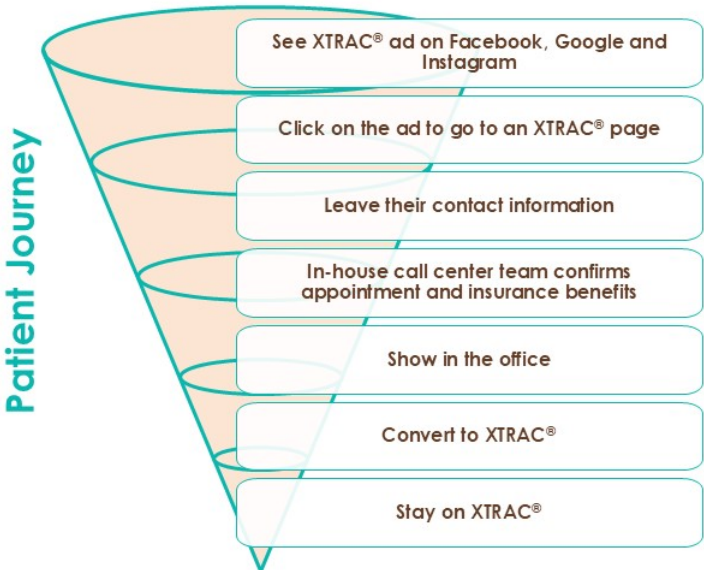 Patient Journey
See XTRAC® ad on Facebook, Google and
Instagram
Click on the ad to go to an XTRAC® page
Leave their contact information
In-house call center team confirms
appointment and insurance benefits
Show in the office
Convert to XTRAC®
Stay on XTRAC®